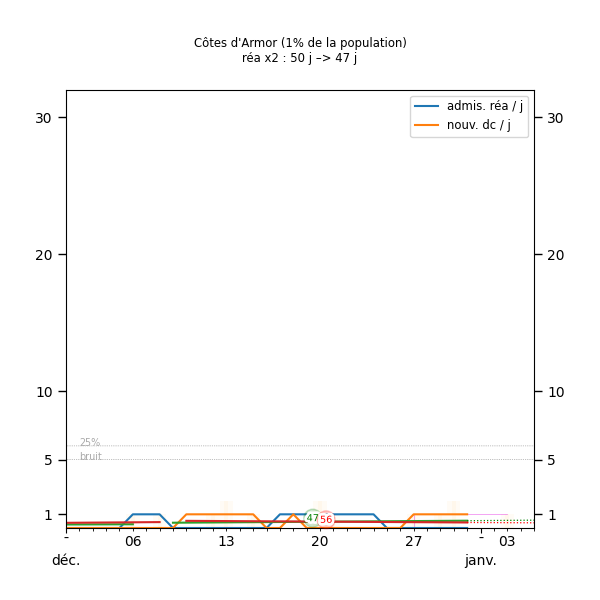 Côtes d'Armor (1% de la population)
réa x2 : 50 j –> 47 j
admis. réa / j
nouv. dc / j
30 30
20 20
10 10
25%
5 bruit 5
1 47 56 1
- 06 13 20 27 - 03
déc. janv.